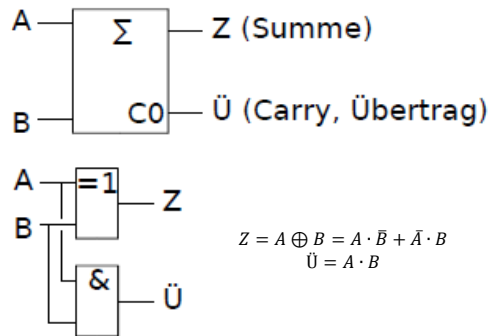 A Σ Z (Summe)
B C0 Ü (Carry, Übertrag)
A =1 Z
B
Z = A ⊕ B = A · B̄ + Ā · B
Ü = A · B
& Ü